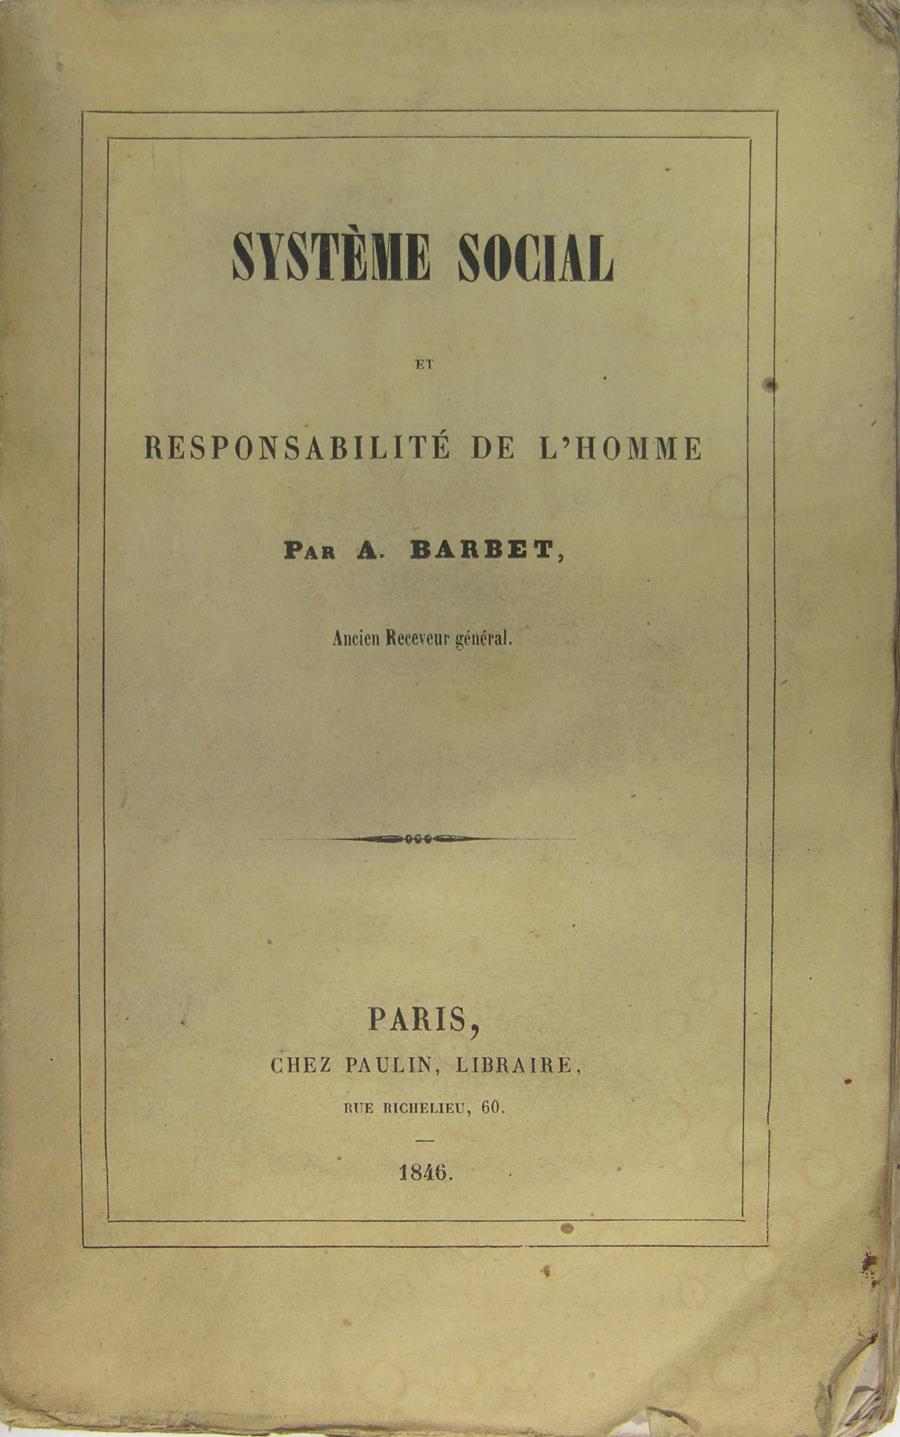 SYSTÈME SOCIAL
ET
RESPONSABILITÉ DE L'HOMME
PAR A. BARBET,
Ancien Receveur général.
PARIS,
CHEZ PAULIN, LIBRAIRE,
RUE RICHELIEU, 60.
1846.